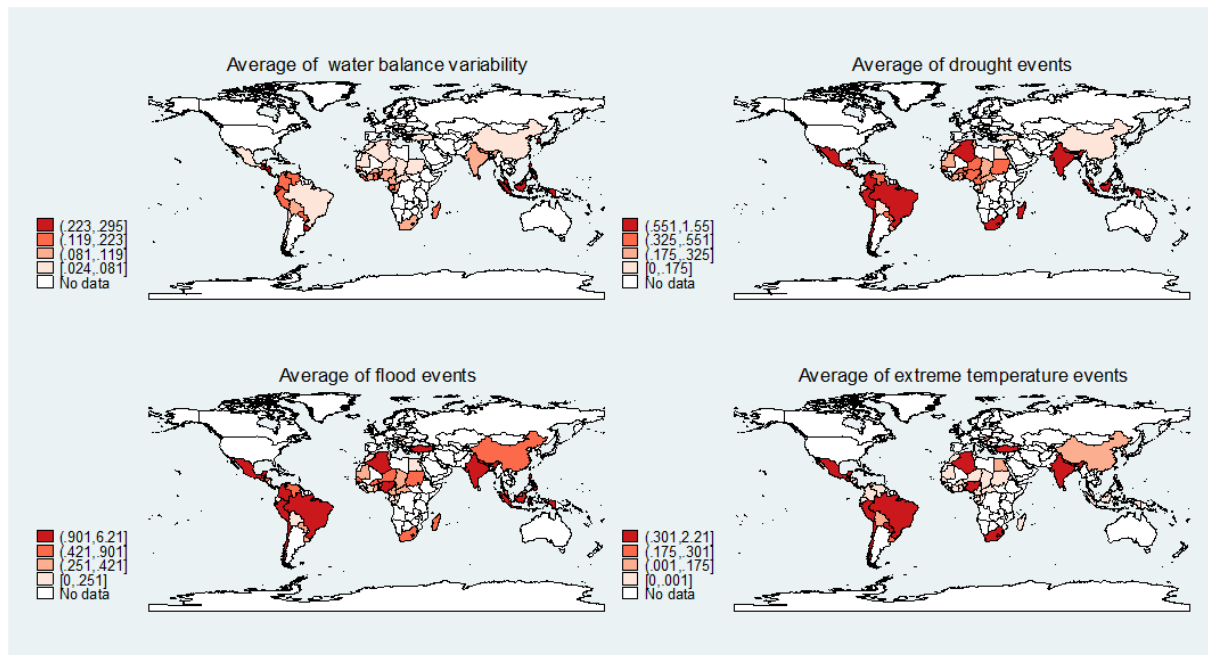 Average of  water balance variability
(.223,.295]
(.119,.223]
(.081,.119]
[.024,.081]
No data
Average of drought events
(.551,1.55]
(.325,.551]
(.175,.325]
[0,.175]
No data
Average of flood events
(.901,6.21]
(.421,.901]
(.251,.421]
[0,.251]
No data
Average of extreme temperature events
(.301,2.21]
(.175,.301]
(.001,.175]
[0,.001]
No data